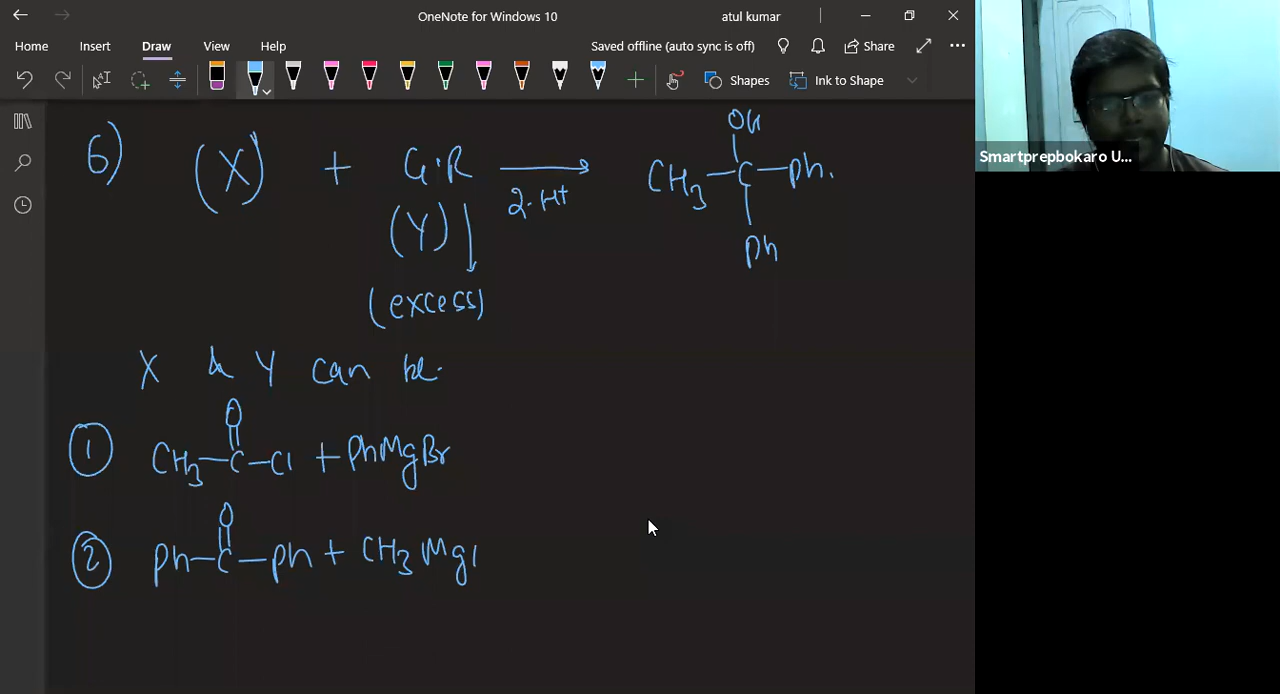 OneNote for Windows 10
atul kumar
Home Insert Draw View Help
Saved offline (auto sync is off)
Share
Shapes
Ink to Shape
Smartprepbokaro U...
OH
6) (X) + G·R CH3—C—Ph.
2·H+
(Y)
Ph
(excess)
X & Y can be.
O
① CH3—C—Cl + PhMgBr
O
② Ph—C—Ph + CH3MgI